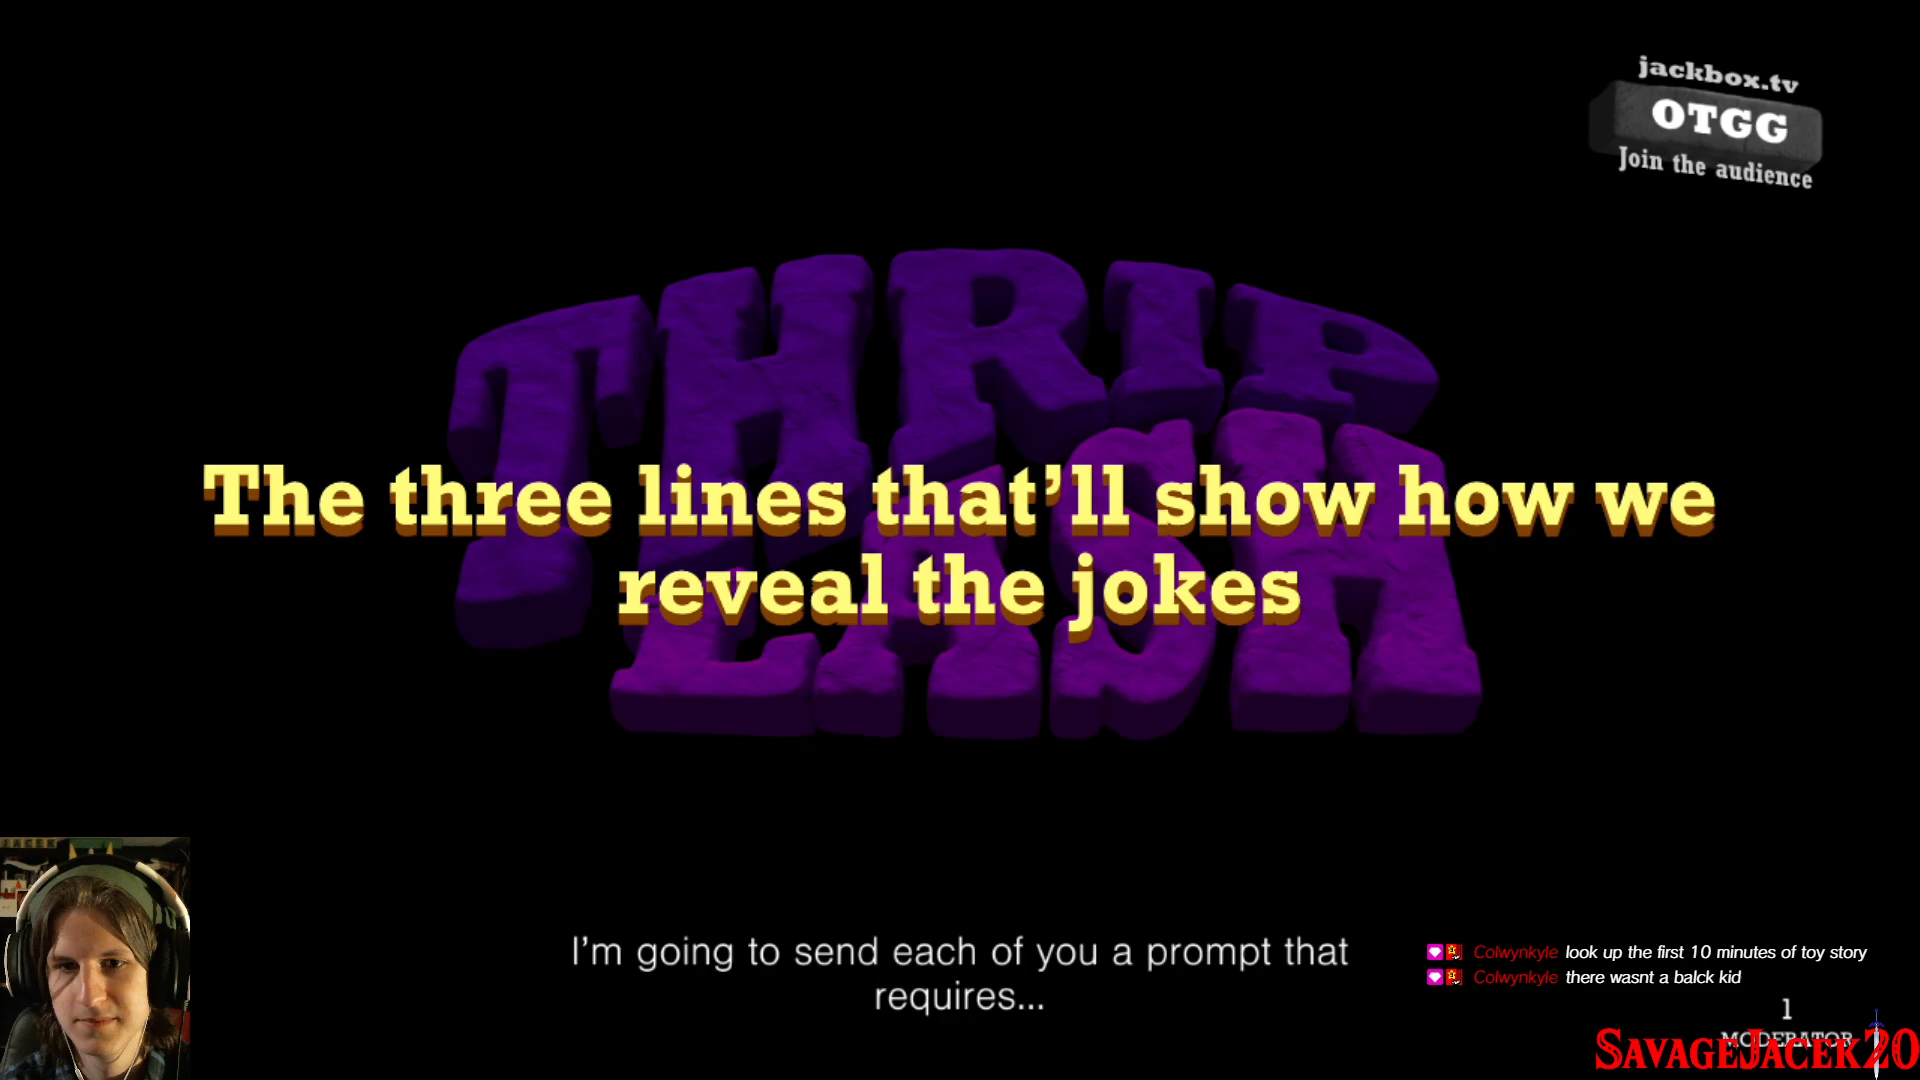 jackbox.tv
OTGG
Join the audience
THRIP
LASH
The three lines that'll show how we
reveal the jokes
I'm going to send each of you a prompt that
requires...
Colwynkyle look up the first 10 minutes of toy story
Colwynkyle there wasnt a balck kid
1
MODERATOR
SAVAGEJACEK20